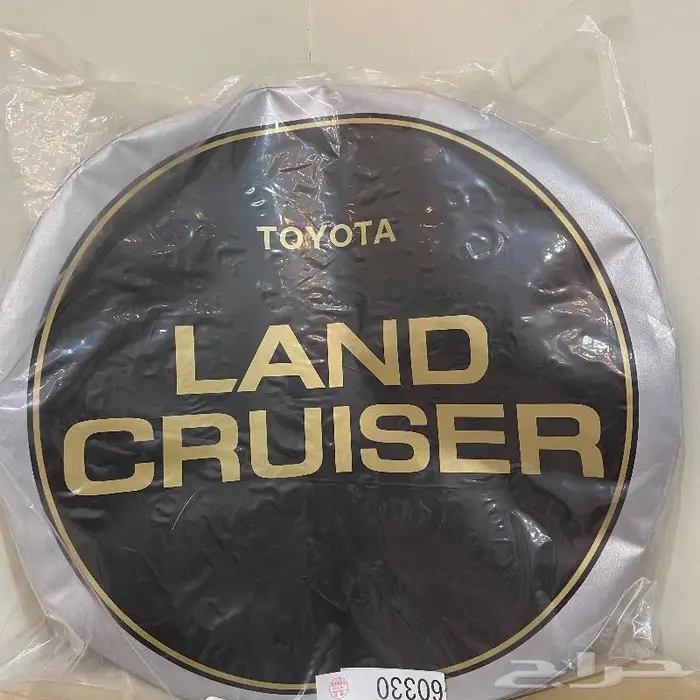 TOYOTA
LAND
CRUISER
60330
حراج